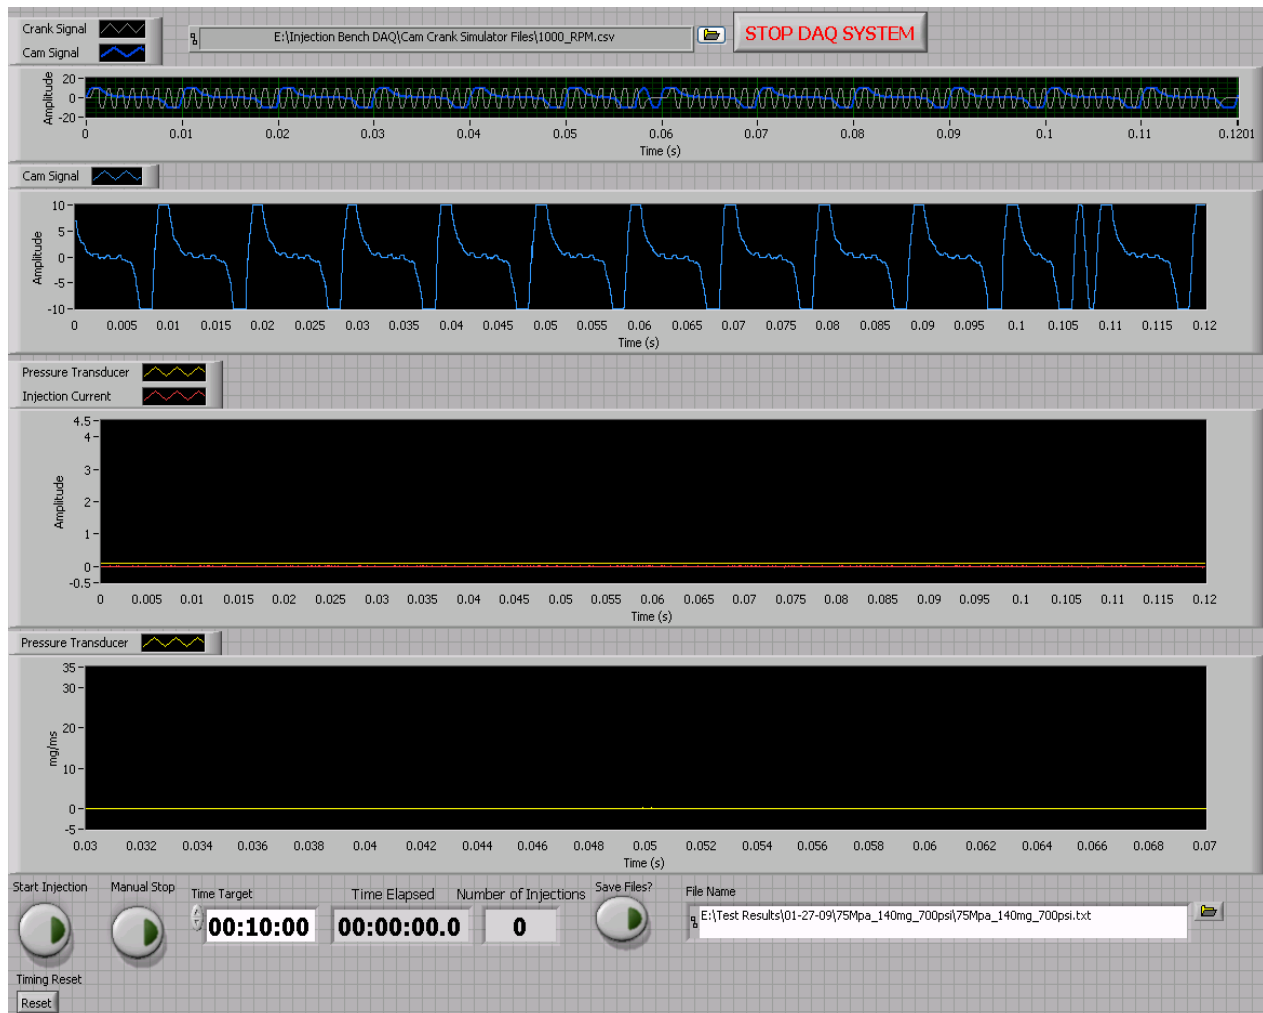 Crank Signal
Cam Signal
E:\Injection Bench DAQ\Cam Crank Simulator Files\1000_RPM.csv
STOP DAQ SYSTEM
Amplitude
20
0
-20
0 0.01 0.02 0.03 0.04 0.05 0.06 0.07 0.08 0.09 0.1 0.11 0.1201
Time (s)
Cam Signal
Amplitude
10
5
0
-5
-10
0 0.005 0.01 0.015 0.02 0.025 0.03 0.035 0.04 0.045 0.05 0.055 0.06 0.065 0.07 0.075 0.08 0.085 0.09 0.095 0.1 0.105 0.11 0.115 0.12
Time (s)
Pressure Transducer
Injection Current
Amplitude
4.5
4
3
2
1
0
-0.5
0 0.005 0.01 0.015 0.02 0.025 0.03 0.035 0.04 0.045 0.05 0.055 0.06 0.065 0.07 0.075 0.08 0.085 0.09 0.095 0.1 0.105 0.11 0.115 0.12
Time (s)
Pressure Transducer
mg/ms
35
30
20
10
0
-5
0.03 0.032 0.034 0.036 0.038 0.04 0.042 0.044 0.046 0.048 0.05 0.052 0.054 0.056 0.058 0.06 0.062 0.064 0.066 0.068 0.07
Time (s)
Start Injection
Manual Stop
Time Target
00:10:00
Time Elapsed
00:00:00.0
Number of Injections
0
Save Files?
File Name
E:\Test Results\01-27-09\75Mpa_140mg_700psi\75Mpa_140mg_700psi.txt
Timing Reset
Reset